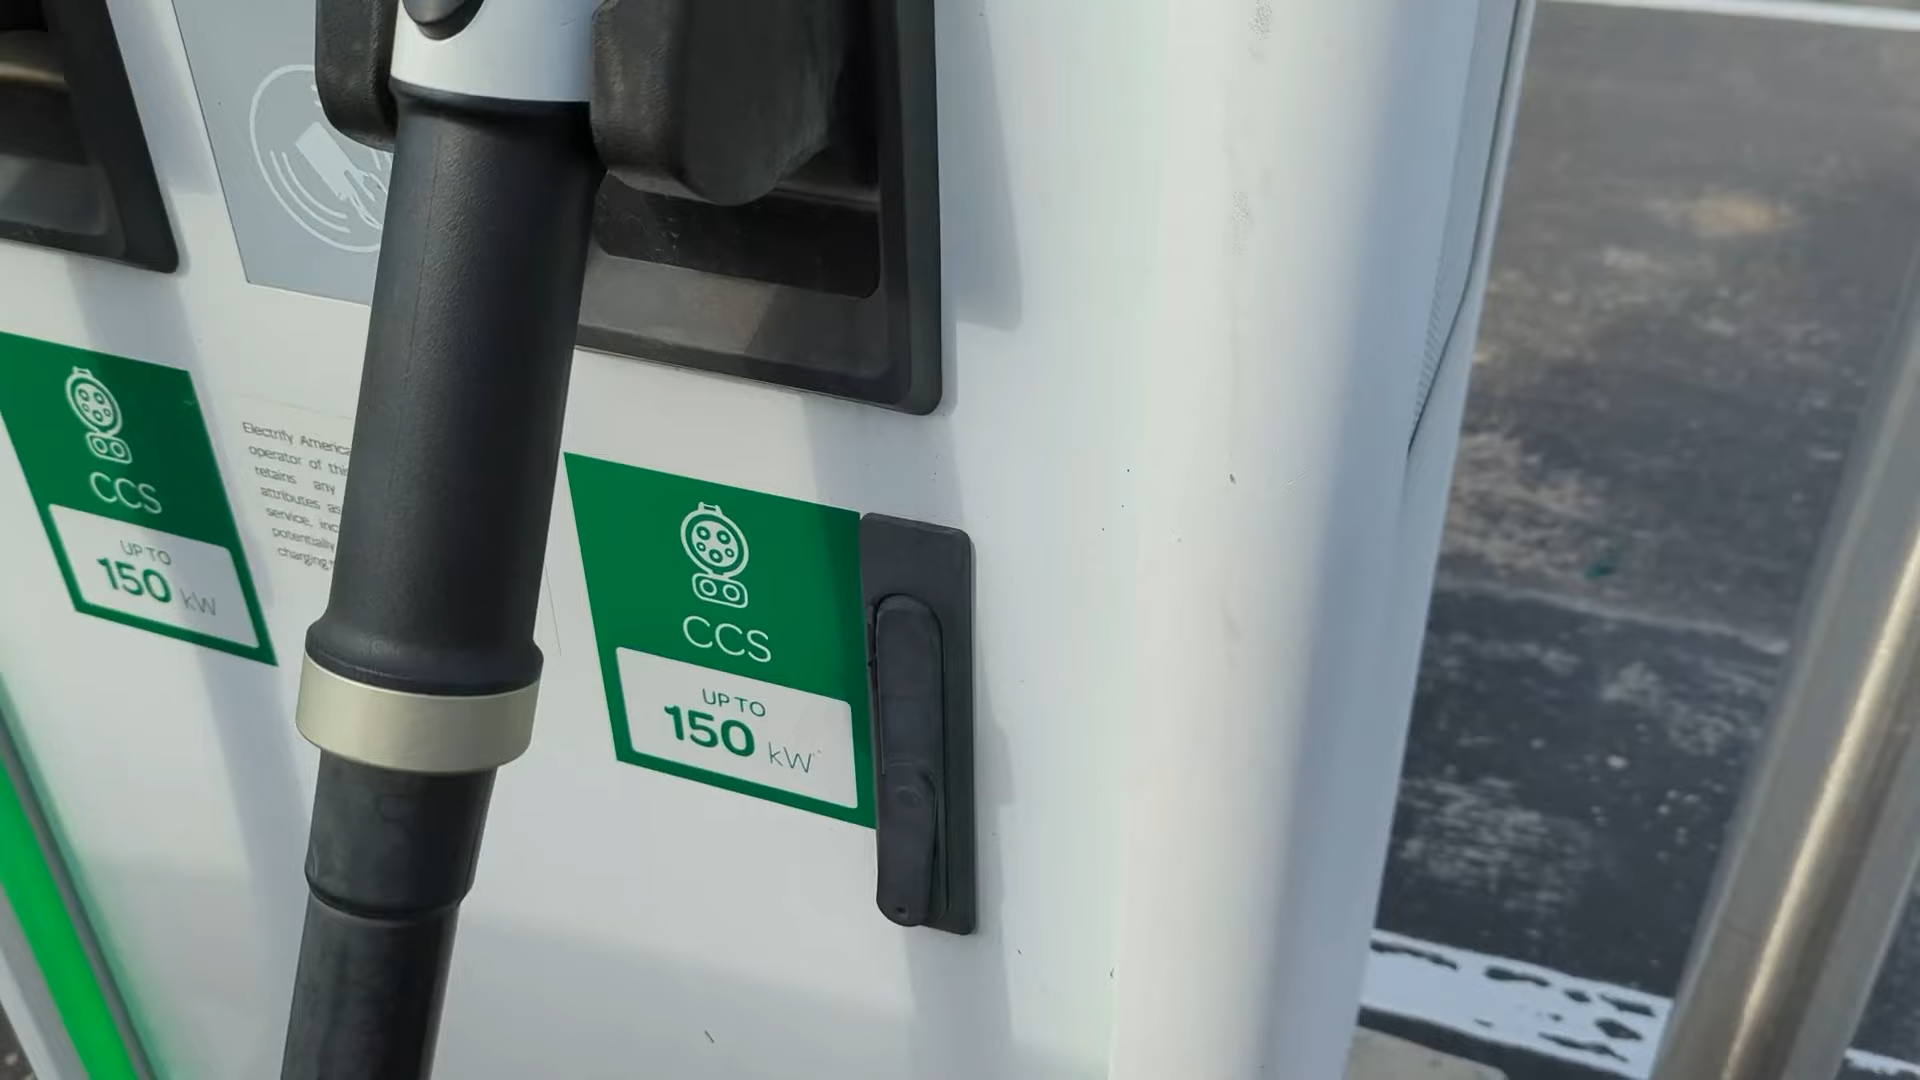 CCS
UP TO
150 kW
Electrify America
operator of this
retains any
attributes as
service, inc
potentially
charging
CCS
UP TO
150 kW